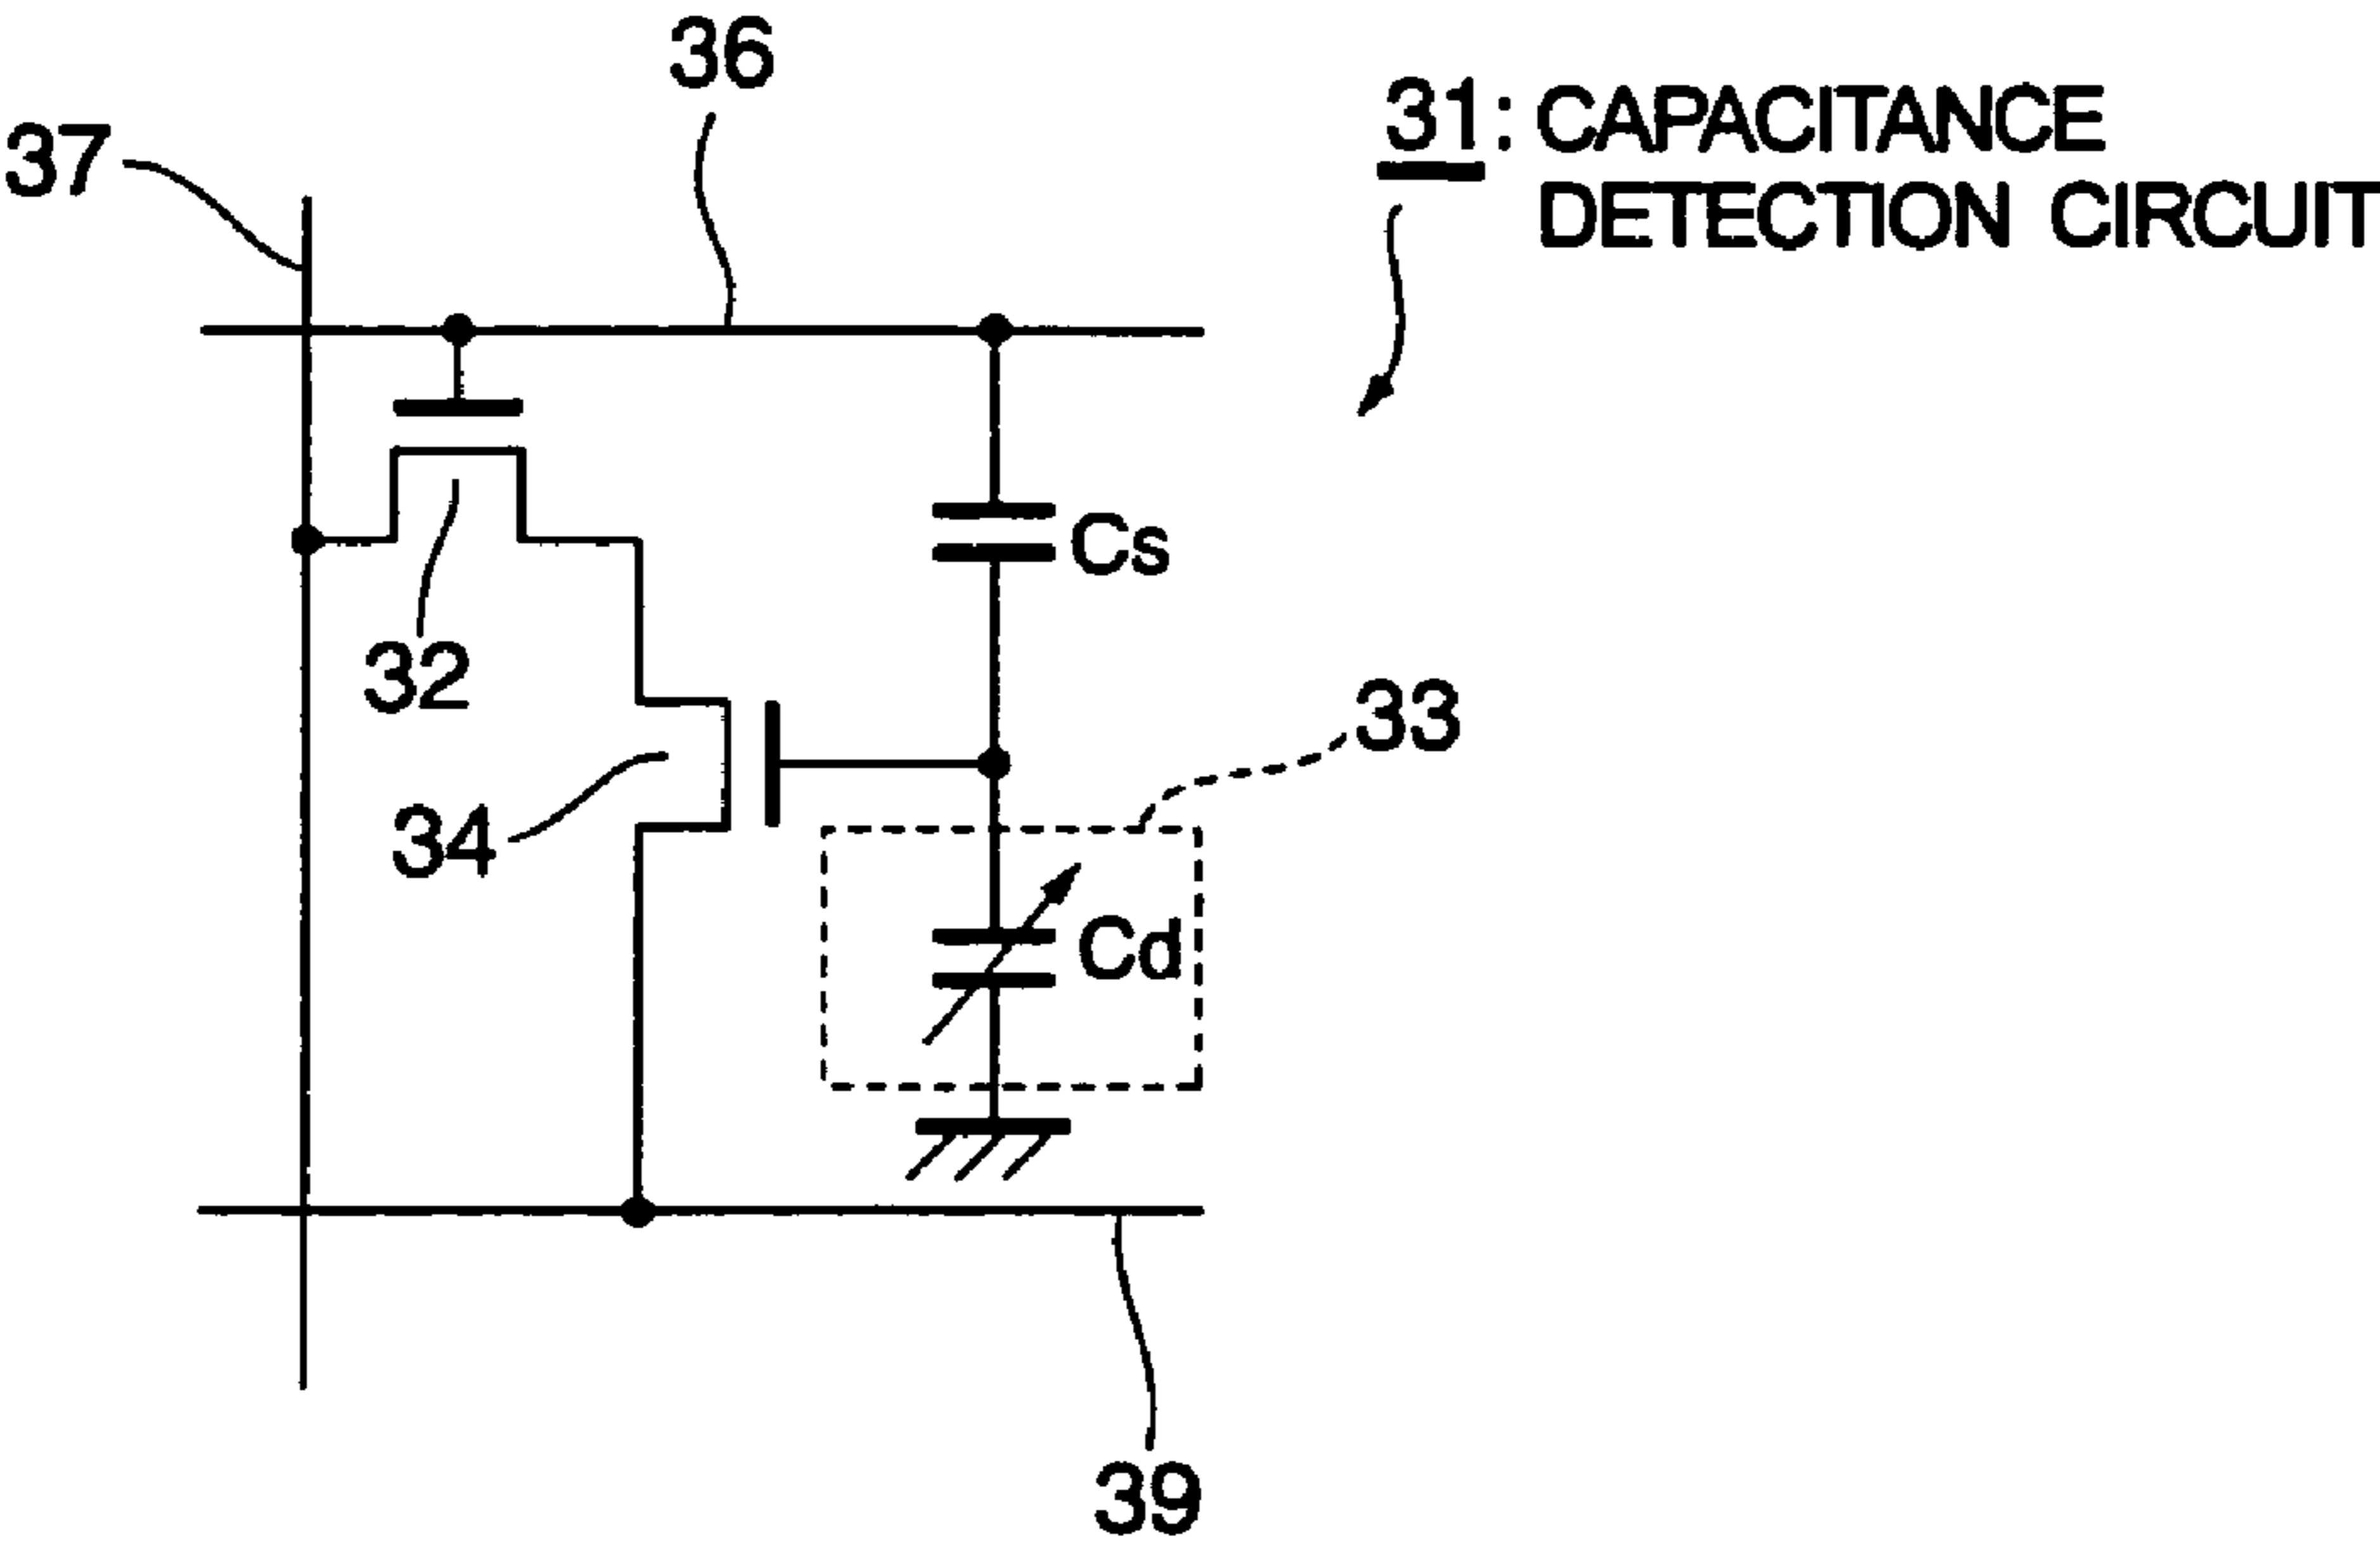 36
37
31: CAPACITANCE
DETECTION CIRCUIT
Cs
32
33
34
Cd
39